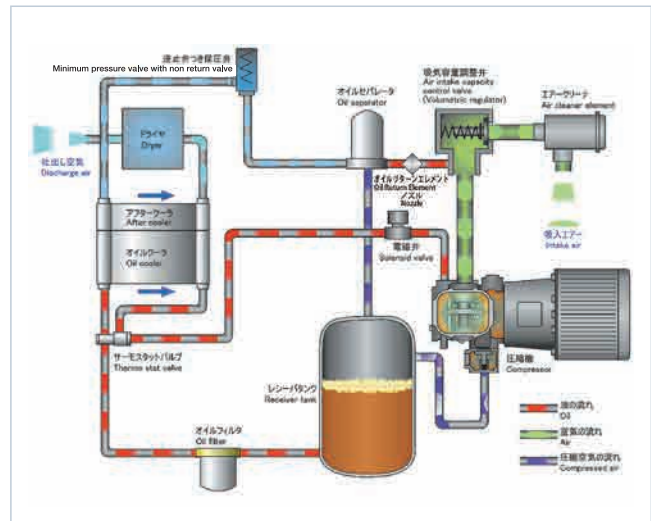 逆止弁つき保圧弁
Minimum pressure valve with non return valve
オイルセパレータ
Oil separator
吸気容量調整弁
Air intake capacity
control valve
(Volumetric regulator)
エアークリーナ
Air cleaner element
ドライヤ
Dryer
吐出し空気
Discharge air
オイルリターンエレメント
Oil Return Element
ノズル
Nozzle
アフタークーラ
After cooler
オイルクーラ
Oil cooler
電磁弁
Solenoid valve
吸入エアー
Intake air
サーモスタットバルブ
Thermo stat valve
レシーバタンク
Receiver tank
圧縮機
Compressor
オイルフィルタ
Oil filter
油の流れ
Oil
空気の流れ
Air
圧縮空気の流れ
Compressed air